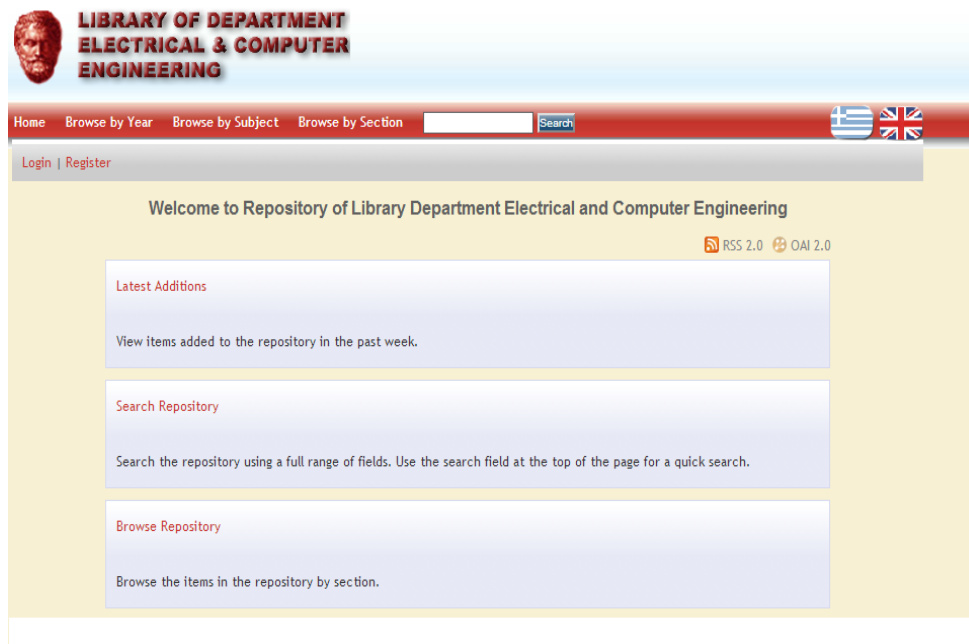 LIBRARY OF DEPARTMENT
ELECTRICAL & COMPUTER
ENGINEERING
Home Browse by Year Browse by Subject Browse by Section Search
Login | Register
Welcome to Repository of Library Department Electrical and Computer Engineering
RSS 2.0 OAI 2.0
Latest Additions
View items added to the repository in the past week.
Search Repository
Search the repository using a full range of fields. Use the search field at the top of the page for a quick search.
Browse Repository
Browse the items in the repository by section.